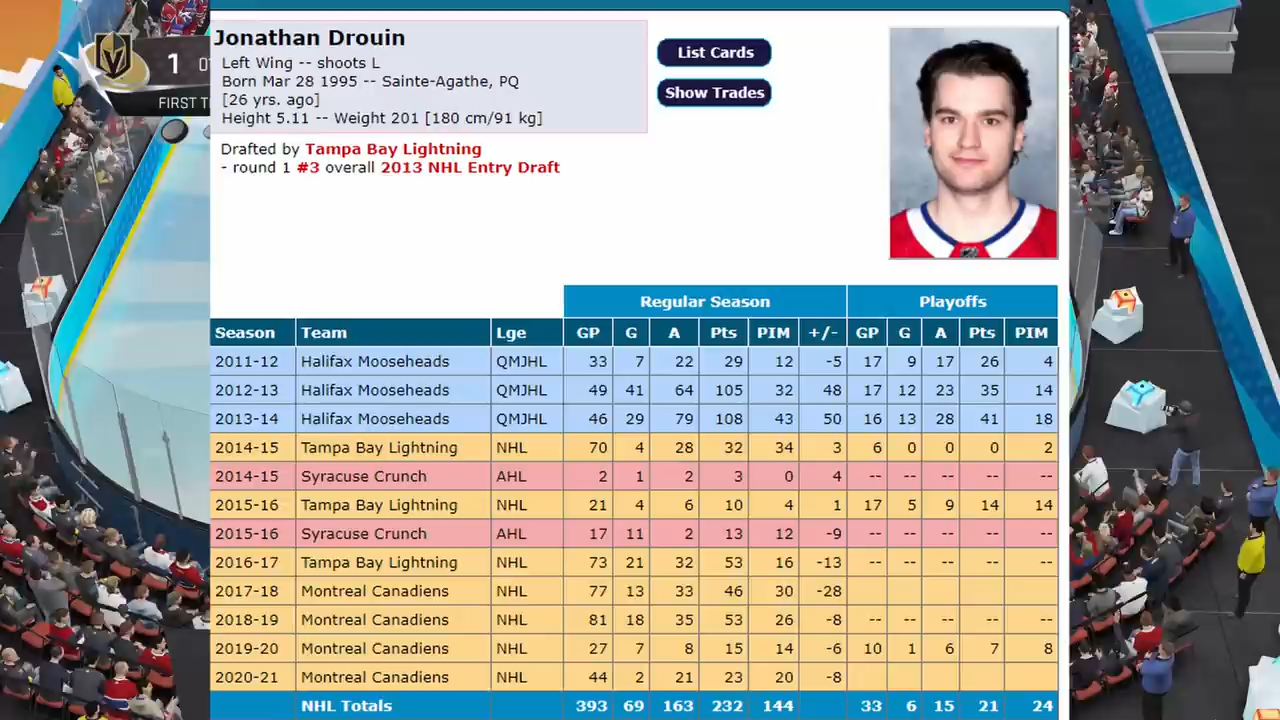 Jonathan Drouin
Left Wing -- shoots L
Born Mar 28 1995 -- Sainte-Agathe, PQ
[26 yrs. ago]
Height 5.11 -- Weight 201 [180 cm/91 kg]
List Cards
Show Trades
Drafted by Tampa Bay Lightning
- round 1 #3 overall 2013 NHL Entry Draft
1
FIRST
Regular Season Playoffs
Season Team Lge GP G A Pts PIM +/- GP G A Pts PIM
2011-12 Halifax Mooseheads QMJHL 33 7 22 29 12 -5 17 9 17 26 4
2012-13 Halifax Mooseheads QMJHL 49 41 64 105 32 48 17 12 23 35 14
2013-14 Halifax Mooseheads QMJHL 46 29 79 108 43 50 16 13 28 41 18
2014-15 Tampa Bay Lightning NHL 70 4 28 32 34 3 6 0 0 0 2
2014-15 Syracuse Crunch AHL 2 1 2 3 0 4 -- -- -- -- --
2015-16 Tampa Bay Lightning NHL 21 4 6 10 4 1 17 5 9 14 14
2015-16 Syracuse Crunch AHL 17 11 2 13 12 -9 -- -- -- -- --
2016-17 Tampa Bay Lightning NHL 73 21 32 53 16 -13 -- -- -- -- --
2017-18 Montreal Canadiens NHL 77 13 33 46 30 -28
2018-19 Montreal Canadiens NHL 81 18 35 53 26 -8 -- -- -- -- --
2019-20 Montreal Canadiens NHL 27 7 8 15 14 -6 10 1 6 7 8
2020-21 Montreal Canadiens NHL 44 2 21 23 20 -8
NHL Totals 393 69 163 232 144 33 6 15 21 24